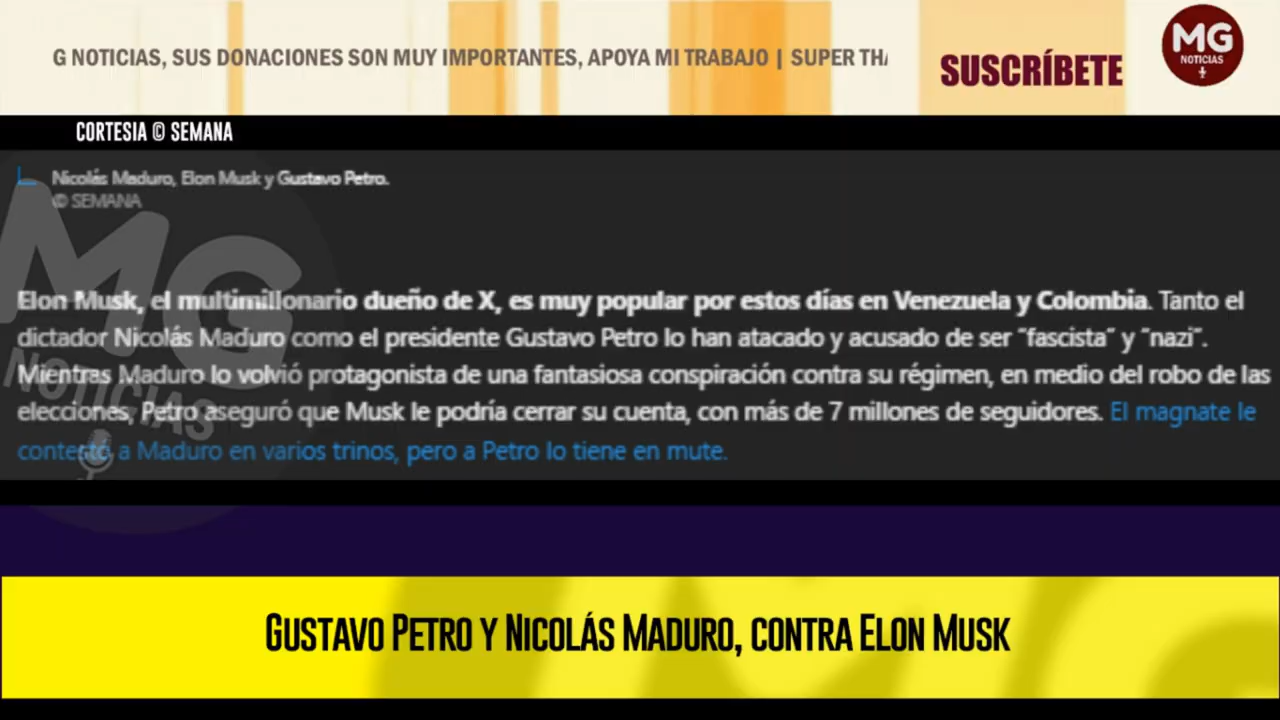 G NOTICIAS, SUS DONACIONES SON MUY IMPORTANTES, APOYA MI TRABAJO | SUPER
SUSCRÍBETE
MG
NOTICIAS
CORTESIA © SEMANA
Nicolás Maduro, Elon Musk y Gustavo Petro.
© SEMANA
MG
NOTICIAS
Elon Musk, el multimillonario dueño de X, es muy popular por estos días en Venezuela y Colombia. Tanto el
dictador Nicolás Maduro como el presidente Gustavo Petro lo han atacado y acusado de ser "fascista" y "nazi".
Mientras Maduro lo volvió protagonista de una fantasiosa conspiración contra su régimen, en medio del robo de las
elecciones, Petro aseguró que Musk le podría cerrar su cuenta, con más de 7 millones de seguidores. El magnate le
contestó a Maduro en varios trinos, pero a Petro lo tiene en mute.
GUSTAVO PETRO Y NICOLÁS MADURO, CONTRA ELON MUSK